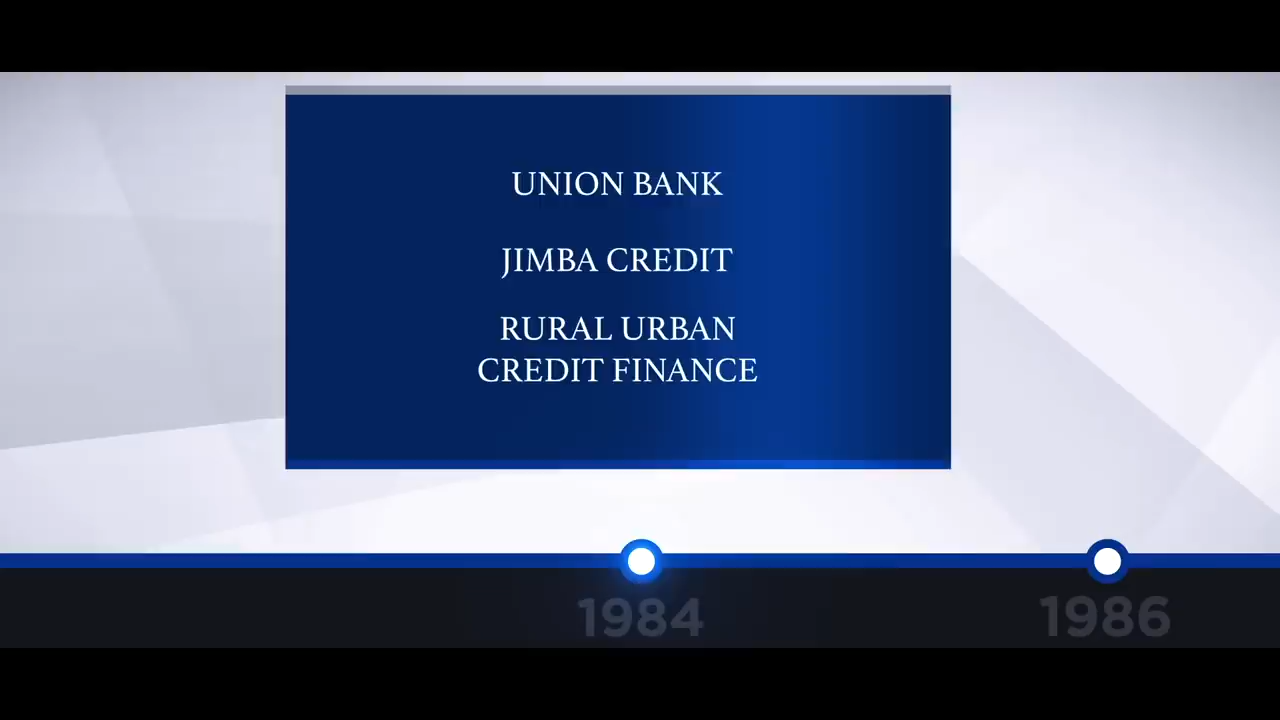 UNION BANK
JIMBA CREDIT
RURAL URBAN
CREDIT FINANCE
1984
1986